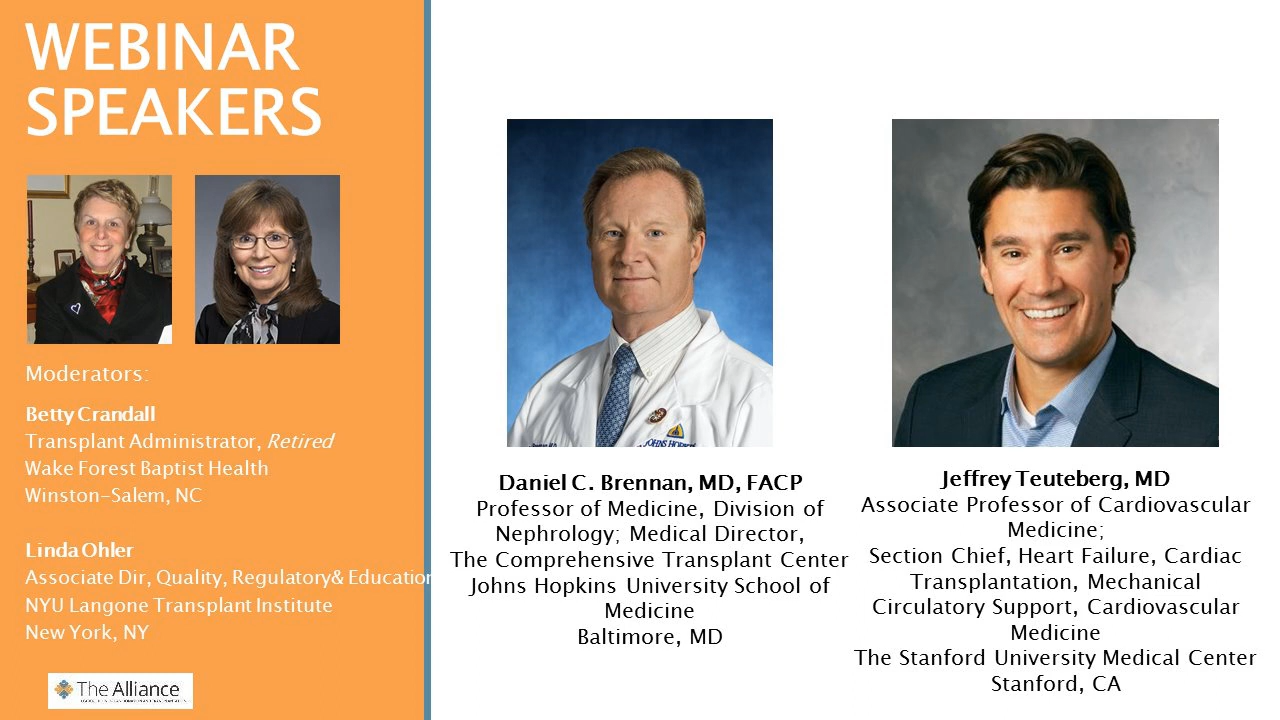 WEBINAR
SPEAKERS
Moderators:
Betty Crandall
Transplant Administrator, Retired
Wake Forest Baptist Health
Winston-Salem, NC
Linda Ohler
Associate Dir, Quality, Regulatory& Education
NYU Langone Transplant Institute
New York, NY
The Alliance
Daniel C. Brennan, MD, FACP
Professor of Medicine, Division of
Nephrology; Medical Director,
The Comprehensive Transplant Center
Johns Hopkins University School of
Medicine
Baltimore, MD
Jeffrey Teuteberg, MD
Associate Professor of Cardiovascular
Medicine;
Section Chief, Heart Failure, Cardiac
Transplantation, Mechanical
Circulatory Support, Cardiovascular
Medicine
The Stanford University Medical Center
Stanford, CA